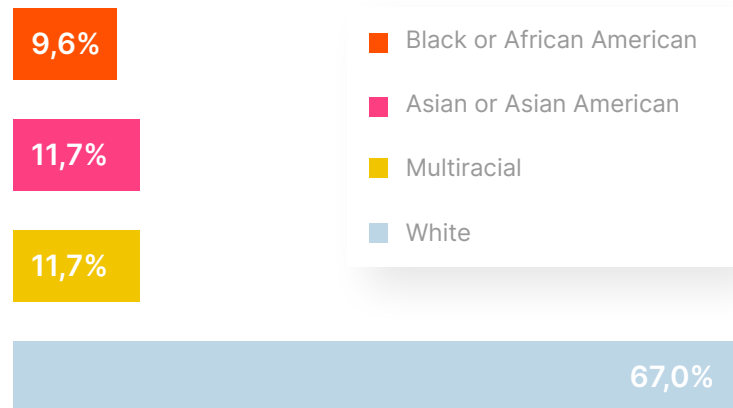 9,6%
Black or African American
Asian or Asian American
11,7%
Multiracial
White
11,7%
67,0%